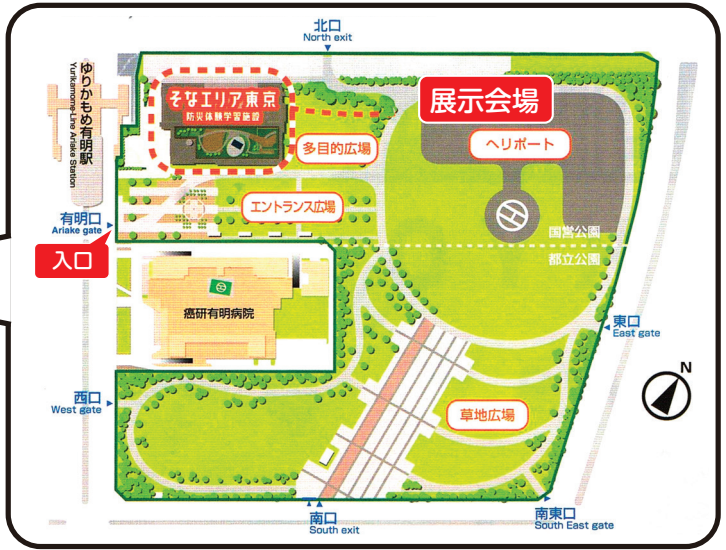 北口
North exit
ゆりかもめ有明駅
Yurikamome-Line Ariake Station
そなエリア東京
防災体験学習施設
展示会場
多目的広場
ヘリポート
エントランス広場
有明口
Ariake gate
入口
国営公園
都立公園
癌研有明病院
東口
East gate
N
西口
West gate
草地広場
南口
South exit
南東口
South East gate